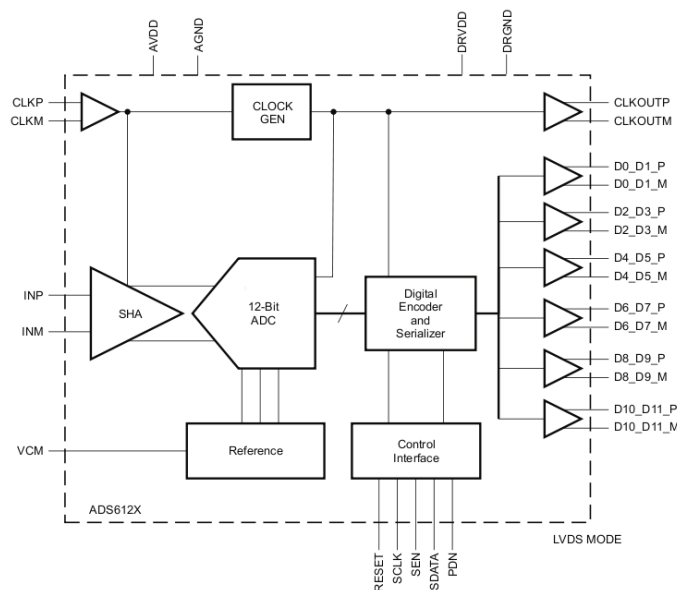 AVDD
AGND
DRVDD
DRGND
CLKP
CLKM
CLOCK
GEN
CLKOUTP
CLKOUTM
D0_D1_P
D0_D1_M
D2_D3_P
D2_D3_M
D4_D5_P
D4_D5_M
INP
INM
SHA
12-Bit
ADC
Digital
Encoder
and
Serializer
D6_D7_P
D6_D7_M
D8_D9_P
D8_D9_M
D10_D11_P
D10_D11_M
VCM
Reference
Control
Interface
ADS612X
LVDS MODE
RESET
SCLK
SEN
SDATA
PDN